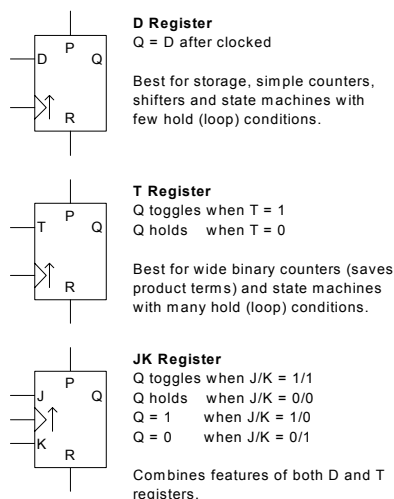 D Register
Q = D after clocked
P
D Q
R
Best for storage, simple counters,
shifters and state machines with
few hold (loop) conditions.
T Register
Q toggles when T = 1
Q holds when T = 0
P
T Q
R
Best for wide binary counters (saves
product terms) and state machines
with many hold (loop) conditions.
JK Register
Q toggles when J/K = 1/1
Q holds when J/K = 0/0
Q = 1 when J/K = 1/0
Q = 0 when J/K = 0/1
P
J Q
K
R
Combines features of both D and T
registers.